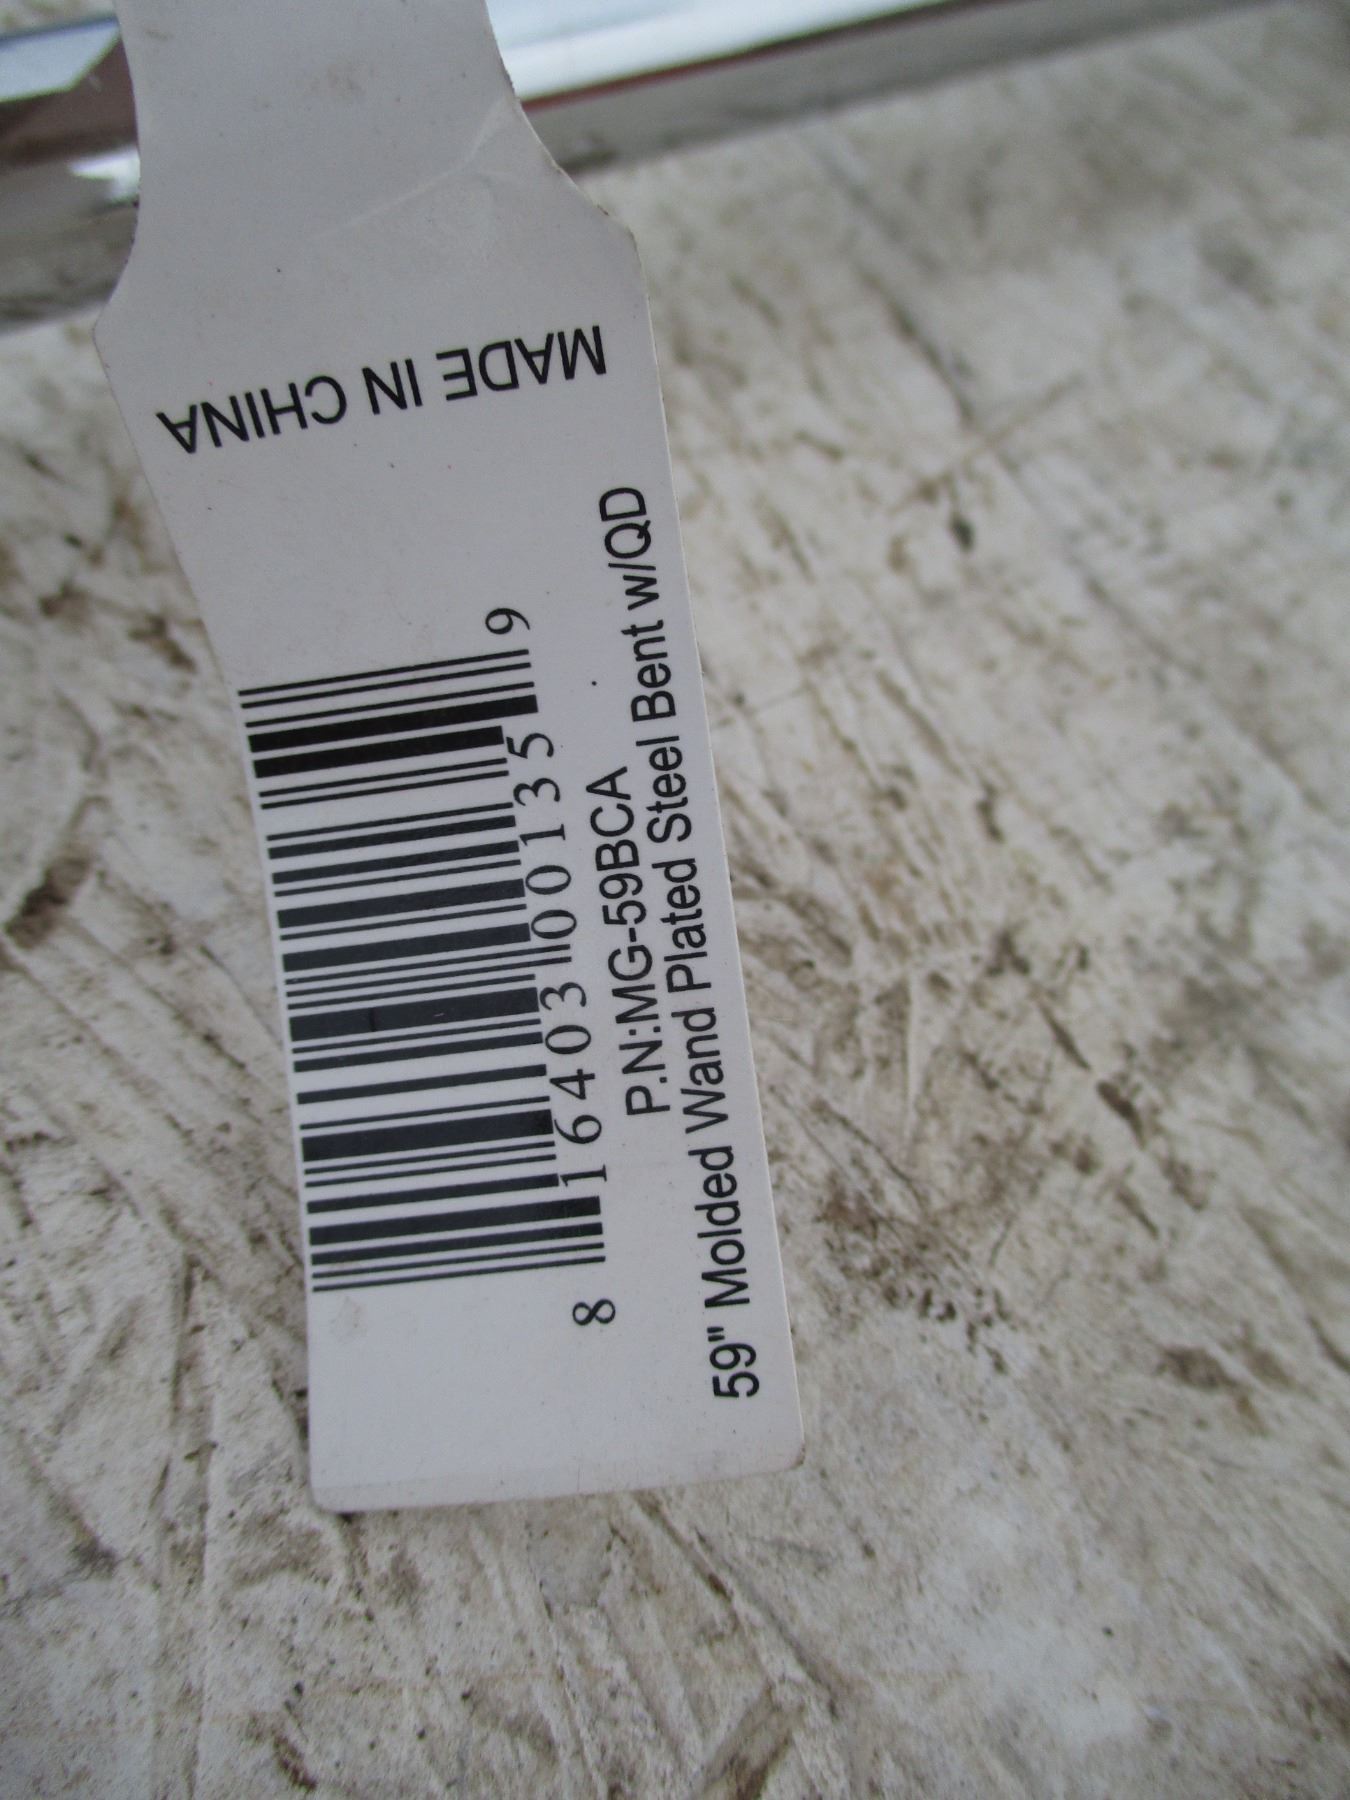 MADE IN CHINA
8 16403 00135 9
P.N:MG-59BCA
59" Molded Wand Plated Steel Bent w/QD